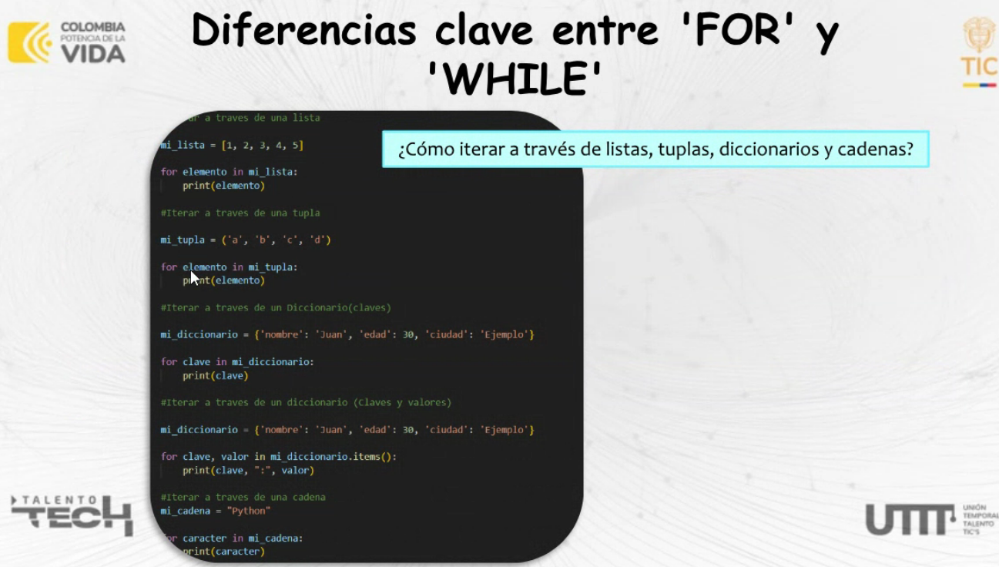 COLOMBIA
POTENCIA DE LA
VIDA
Diferencias clave entre 'FOR' y
'WHILE'
TIC
a traves de una lista
mi_lista = [1, 2, 3, 4, 5]
¿Cómo iterar a través de listas, tuplas, diccionarios y cadenas?
for elemento in mi_lista:
print(elemento)
#Iterar a traves de una tupla
mi_tupla = ('a', 'b', 'c', 'd')
for elemento in mi_tupla:
print(elemento)
#Iterar a traves de un Diccionario(claves)
mi_diccionario = {'nombre': 'Juan', 'edad': 30, 'ciudad': 'Ejemplo'}
for clave in mi_diccionario:
print(clave)
#Iterar a traves de un diccionario (Claves y valores)
mi_diccionario = {'nombre': 'Juan', 'edad': 30, 'ciudad': 'Ejemplo'}
for clave, valor in mi_diccionario.items():
print(clave, ":", valor)
#Iterar a traves de una cadena
mi_cadena = "Python"
for caracter in mi_cadena:
print(caracter)
TALENTO
TECH
UTTT
UNIÓN
TEMPORAL
TALENTO
TIC'S